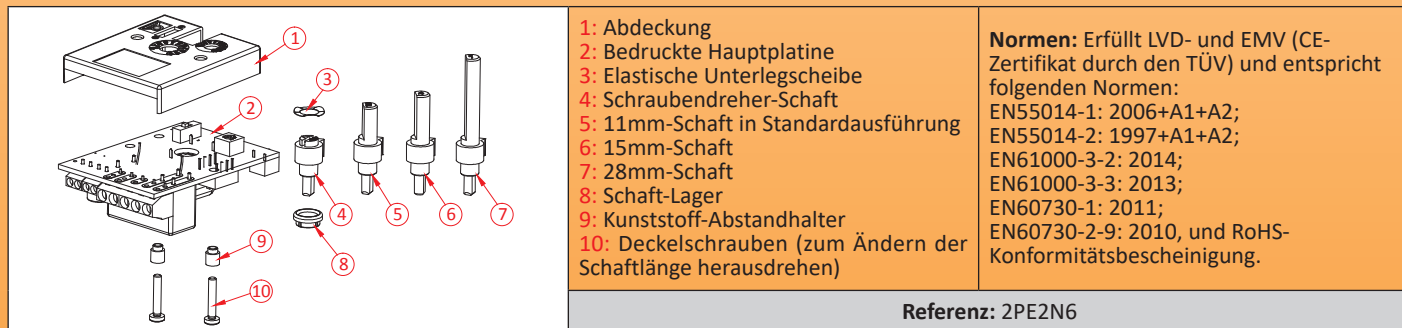 1
2
3
4
5
6
7
8
9
10
1: Abdeckung
2: Bedruckte Hauptplatine
3: Elastische Unterlegscheibe
4: Schraubendreher-Schaft
5: 11mm-Schaft in Standardausführung
6: 15mm-Schaft
7: 28mm-Schaft
8: Schaft-Lager
9: Kunststoff-Abstandhalter
10: Deckelschrauben (zum Ändern der
Schaftlänge herausdrehen)
Normen: Erfüllt LVD- und EMV (CE-
Zertifikat durch den TÜV) und entspricht
folgenden Normen:
EN55014-1: 2006+A1+A2;
EN55014-2: 1997+A1+A2;
EN61000-3-2: 2014;
EN61000-3-3: 2013;
EN60730-1: 2011;
EN60730-2-9: 2010, und RoHS-
Konformitätsbescheinigung.
Referenz: 2PE2N6